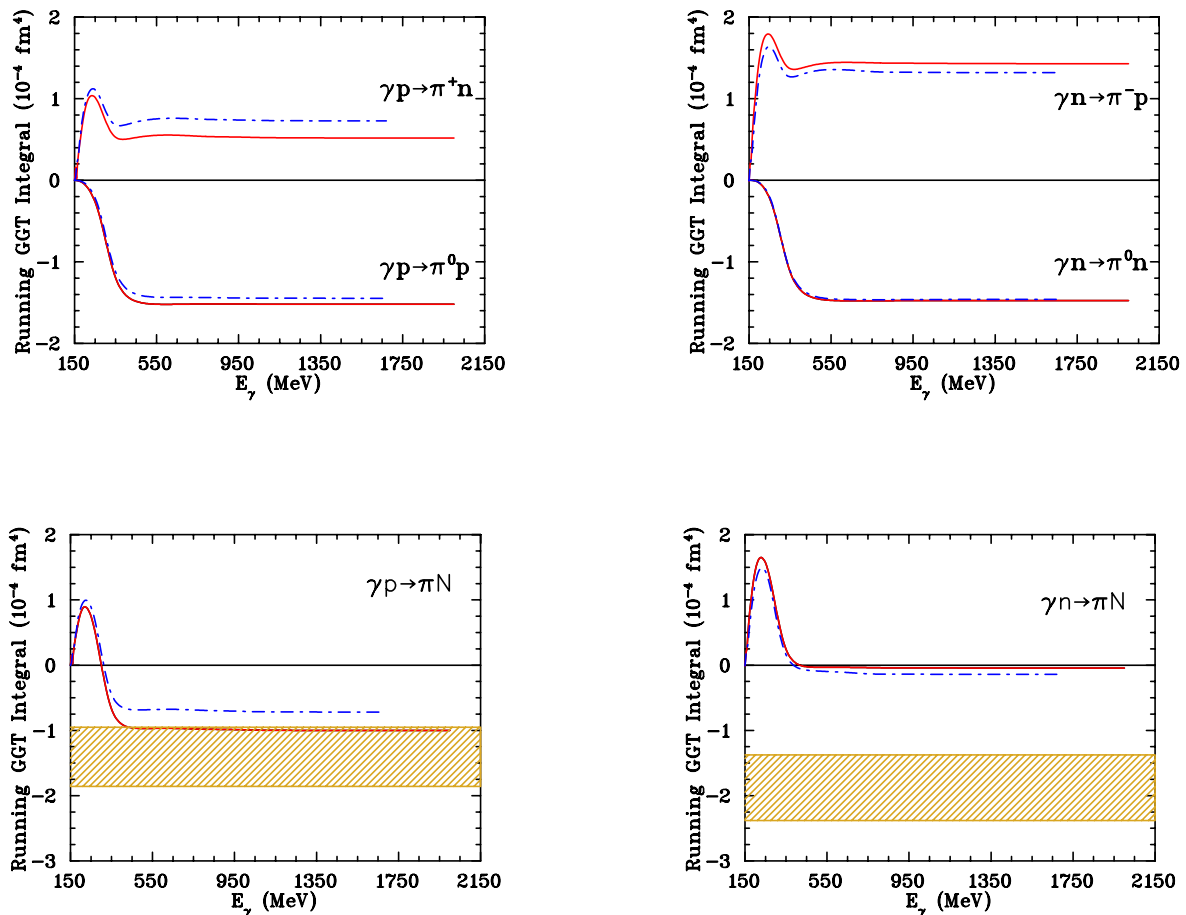 Running GGT Integral (10⁻⁴ fm⁴)
2
1
0
−1
−2
γp→π⁺n
γp→π⁰p
150 550 950 1350 1750 2150
E_γ (MeV)
Running GGT Integral (10⁻⁴ fm⁴)
2
1
0
−1
−2
γn→π⁻p
γn→π⁰n
150 550 950 1350 1750 2150
E_γ (MeV)
Running GGT Integral (10⁻⁴ fm⁴)
2
1
0
−1
−2
−3
γp→πN
150 550 950 1350 1750 2150
E_γ (MeV)
Running GGT Integral (10⁻⁴ fm⁴)
2
1
0
−1
−2
−3
γn→πN
150 550 950 1350 1750 2150
E_γ (MeV)